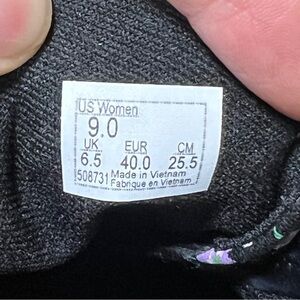 US Women
9.0
UK EUR CM
6.5 40.0 25.5
508731 Made in Vietnam
Fabriqué en Vietnam